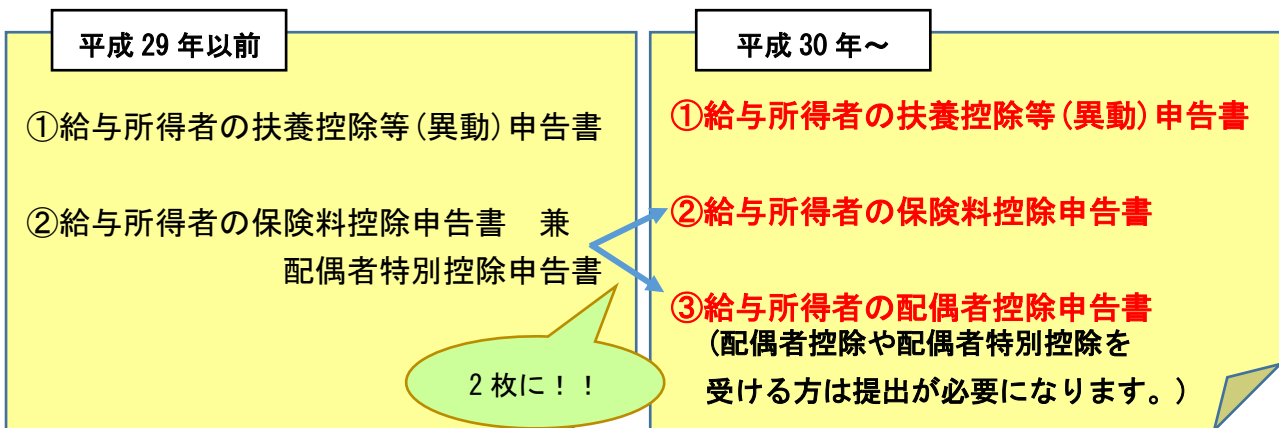 平成 29 年以前
①給与所得者の扶養控除等(異動)申告書
②給与所得者の保険料控除申告書　兼
配偶者特別控除申告書
2 枚に！！
平成 30 年～
①給与所得者の扶養控除等(異動)申告書
②給与所得者の保険料控除申告書
③給与所得者の配偶者控除申告書
(配偶者控除や配偶者特別控除を
受ける方は提出が必要になります。)